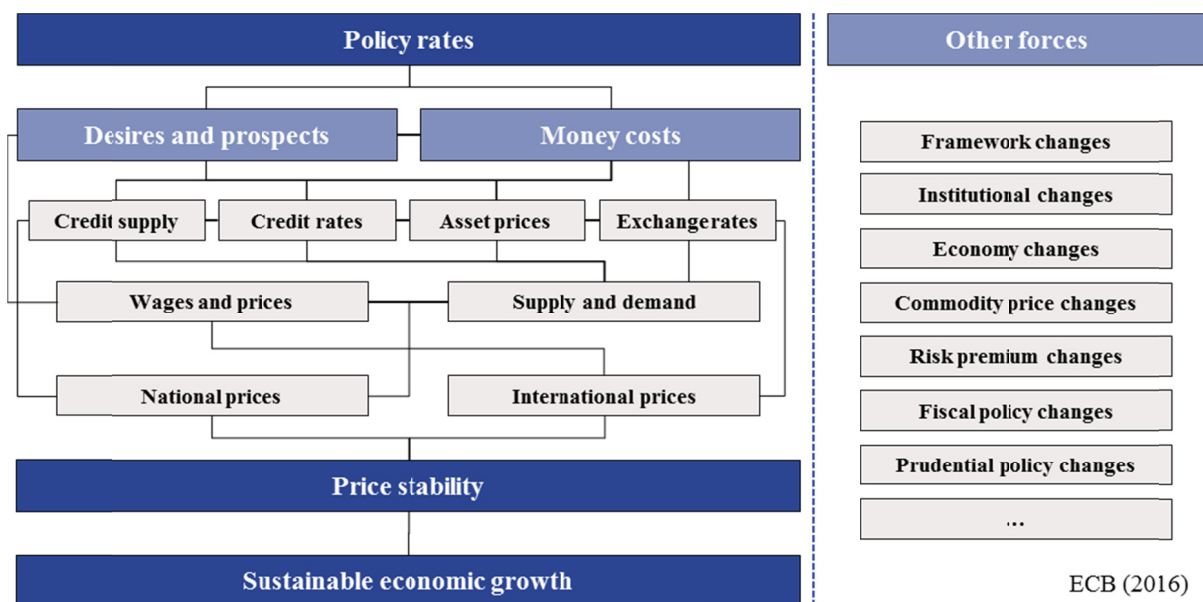 Policy rates
Other forces
Desires and prospects
Money costs
Credit supply
Credit rates
Asset prices
Exchange rates
Wages and prices
Supply and demand
National prices
International prices
Price stability
Sustainable economic growth
Framework changes
Institutional changes
Economy changes
Commodity price changes
Risk premium changes
Fiscal policy changes
Prudential policy changes
...
ECB (2016)